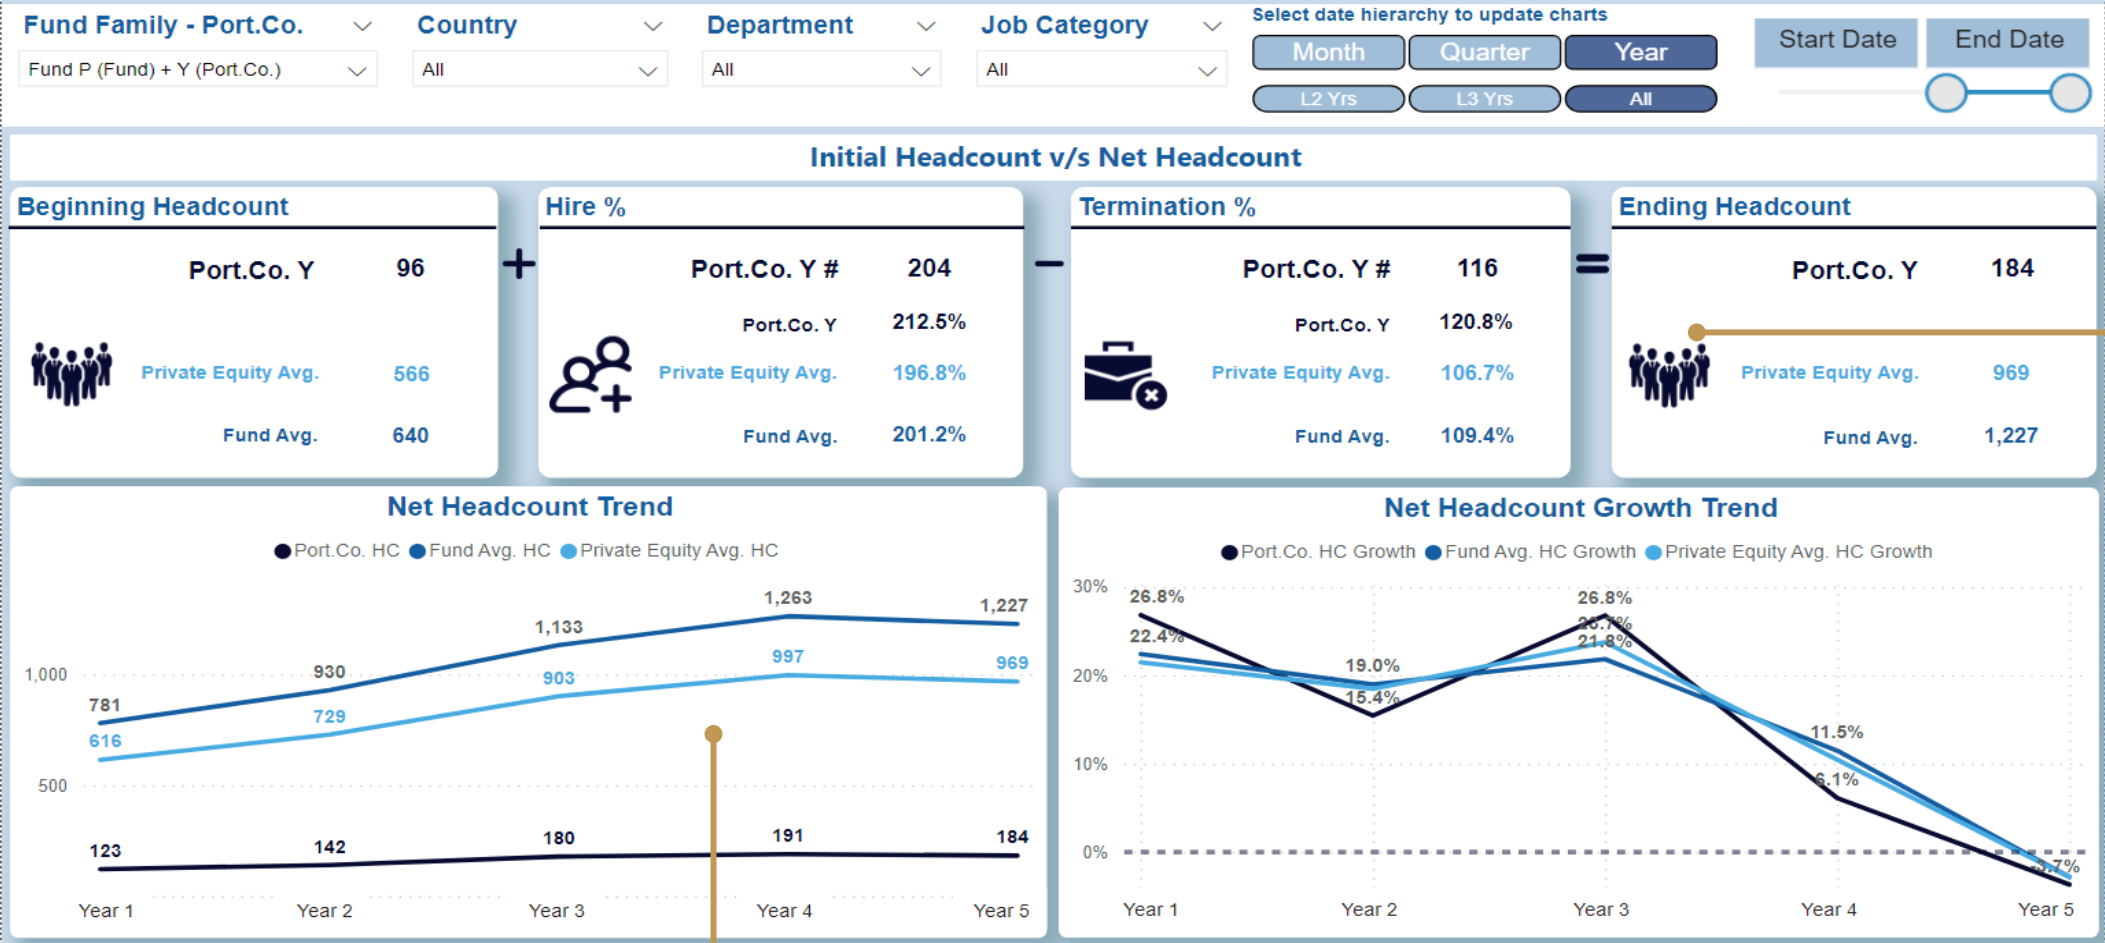 Fund Family - Port.Co.
Country
Department
Job Category
Select date hierarchy to update charts
Fund P (Fund) + Y (Port.Co.)
All
All
All
Month
Quarter
Year
L2 Yrs
L3 Yrs
All
Start Date
End Date
Initial Headcount v/s Net Headcount
Beginning Headcount
Port.Co. Y 96
Private Equity Avg. 566
Fund Avg. 640
+
Hire %
Port.Co. Y # 204
Port.Co. Y 212.5%
Private Equity Avg. 196.8%
Fund Avg. 201.2%
−
Termination %
Port.Co. Y # 116
Port.Co. Y 120.8%
Private Equity Avg. 106.7%
Fund Avg. 109.4%
=
Ending Headcount
Port.Co. Y 184
Private Equity Avg. 969
Fund Avg. 1,227
Net Headcount Trend
Port.Co. HC Fund Avg. HC Private Equity Avg. HC
1,000
500
781 930 1,133 1,263 1,227
616 729 903 997 969
123 142 180 191 184
Year 1 Year 2 Year 3 Year 4 Year 5
Net Headcount Growth Trend
Port.Co. HC Growth Fund Avg. HC Growth Private Equity Avg. HC Growth
30%
20%
10%
0%
26.8%
22.4%
19.0%
15.4%
26.8%
23.7%
21.8%
11.5%
6.1%
-3.7%
Year 1 Year 2 Year 3 Year 4 Year 5